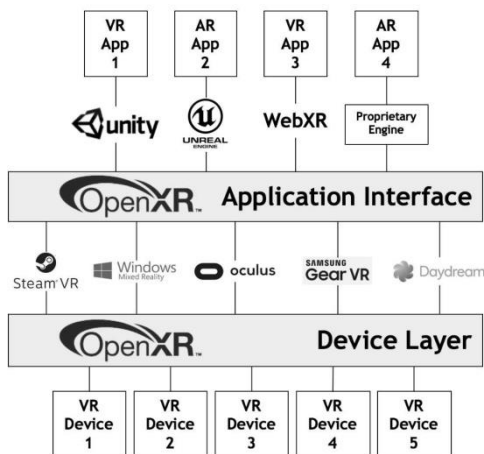 VR
App
1
AR
App
2
VR
App
3
AR
App
4
unity
UNREAL
ENGINE
WebXR
Proprietary
Engine
OpenXR™ Application Interface
Steam®VR
Windows
Mixed Reality
oculus
SAMSUNG
Gear VR
Daydream
OpenXR™ Device Layer
VR
Device
1
VR
Device
2
VR
Device
3
VR
Device
4
VR
Device
5